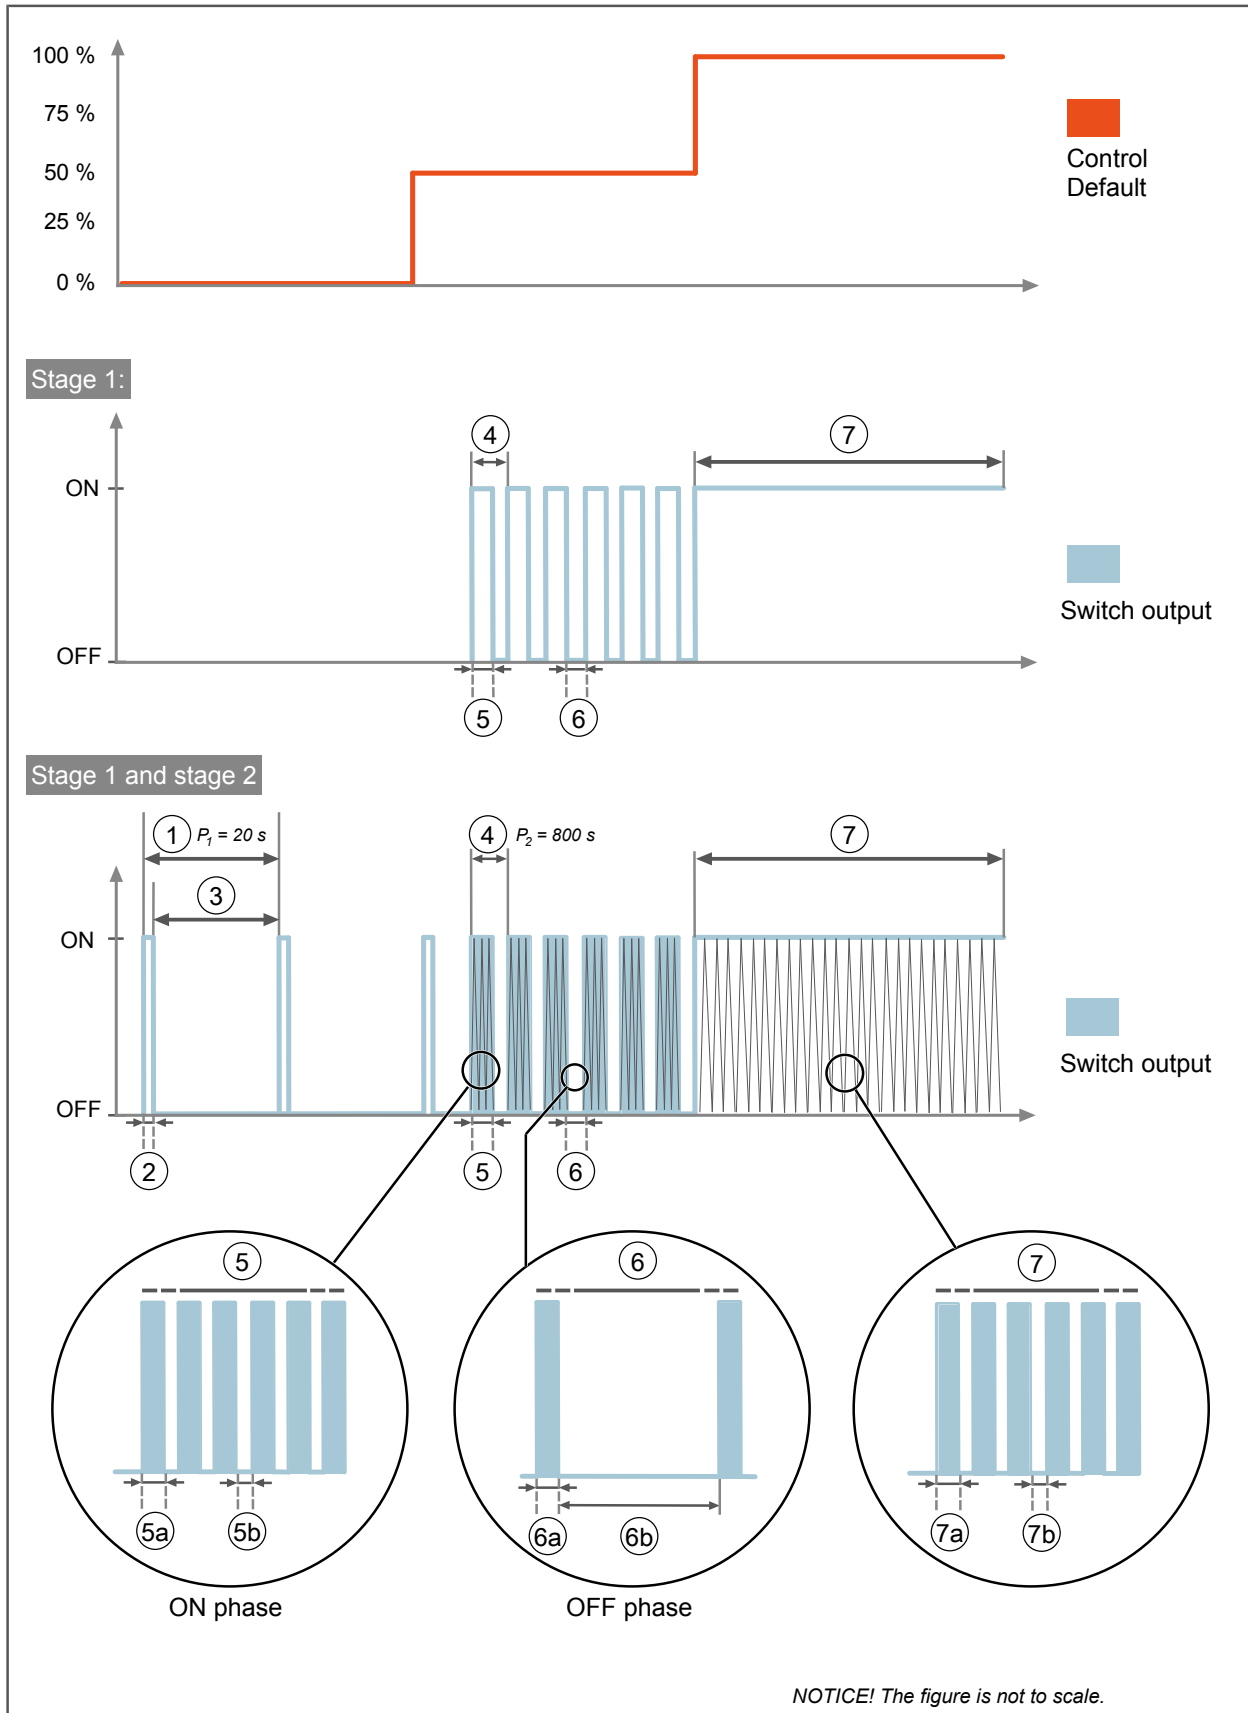 100 %
75 %
50 %
25 %
0 %
Control
Default
Stage 1:
4
7
ON
OFF
Switch output
5
6
Stage 1 and stage 2
1 P1 = 20 s
4 P2 = 800 s
7
3
ON
OFF
Switch output
2
5
6
5
6
7
5a
5b
6a
6b
7a
7b
ON phase
OFF phase
NOTICE! The figure is not to scale.